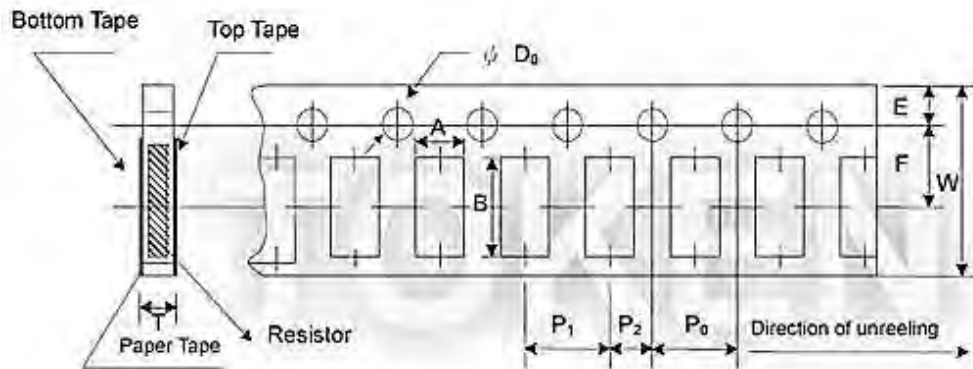 Bottom Tape
Top Tape
ψ D₀
A
E
F
W
B
T
Resistor
Paper Tape
P₁
P₂
P₀
Direction of unreeling